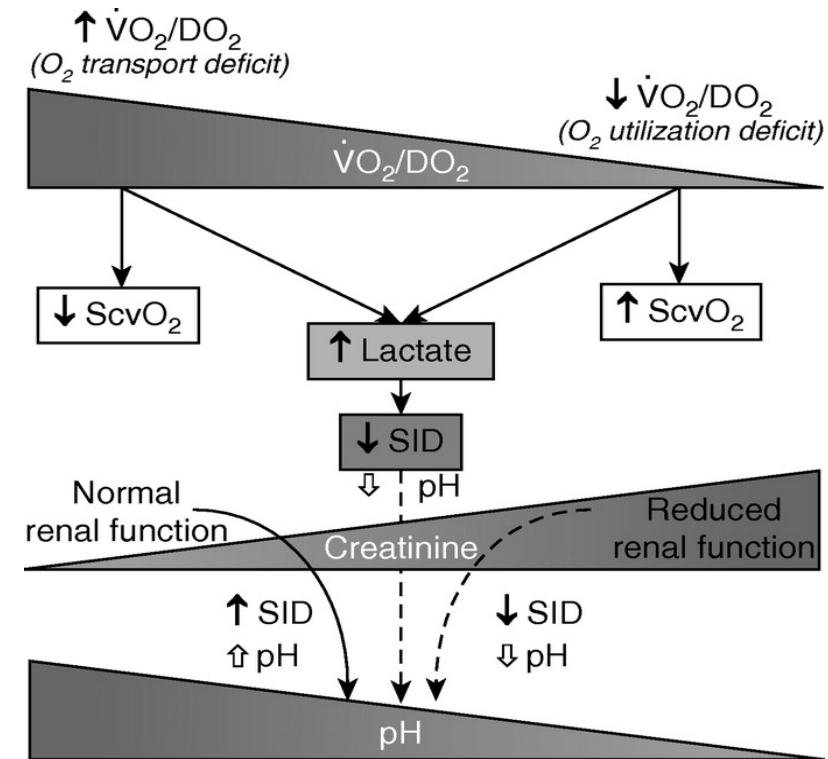 ↑ V̇O₂/DO₂
(O₂ transport deficit)
↓ V̇O₂/DO₂
(O₂ utilization deficit)
V̇O₂/DO₂
↓ ScvO₂
↑ ScvO₂
↑ Lactate
↓ SID
⇩ pH
Normal
renal function
Reduced
renal function
Creatinine
↑ SID
⇧ pH
↓ SID
⇩ pH
pH